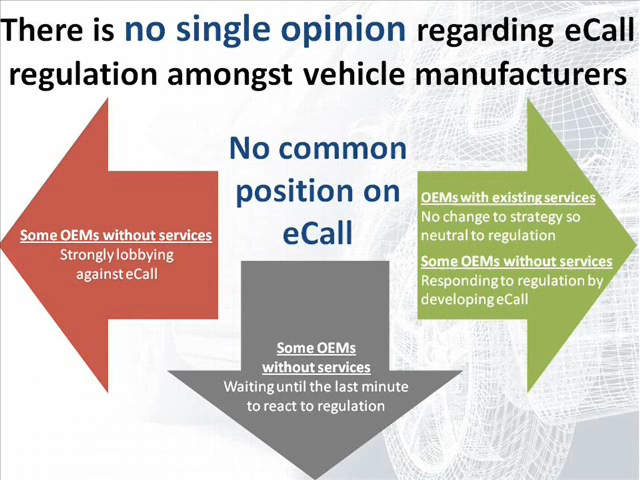 There is no single opinion regarding eCall
regulation amongst vehicle manufacturers
No common
position on
eCall
Some OEMs without services
Strongly lobbying
against eCall
Some OEMs
without services
Waiting until the last minute
to react to regulation
OEMs with existing services
No change to strategy so
neutral to regulation
Some OEMs without services
Responding to regulation by
developing eCall